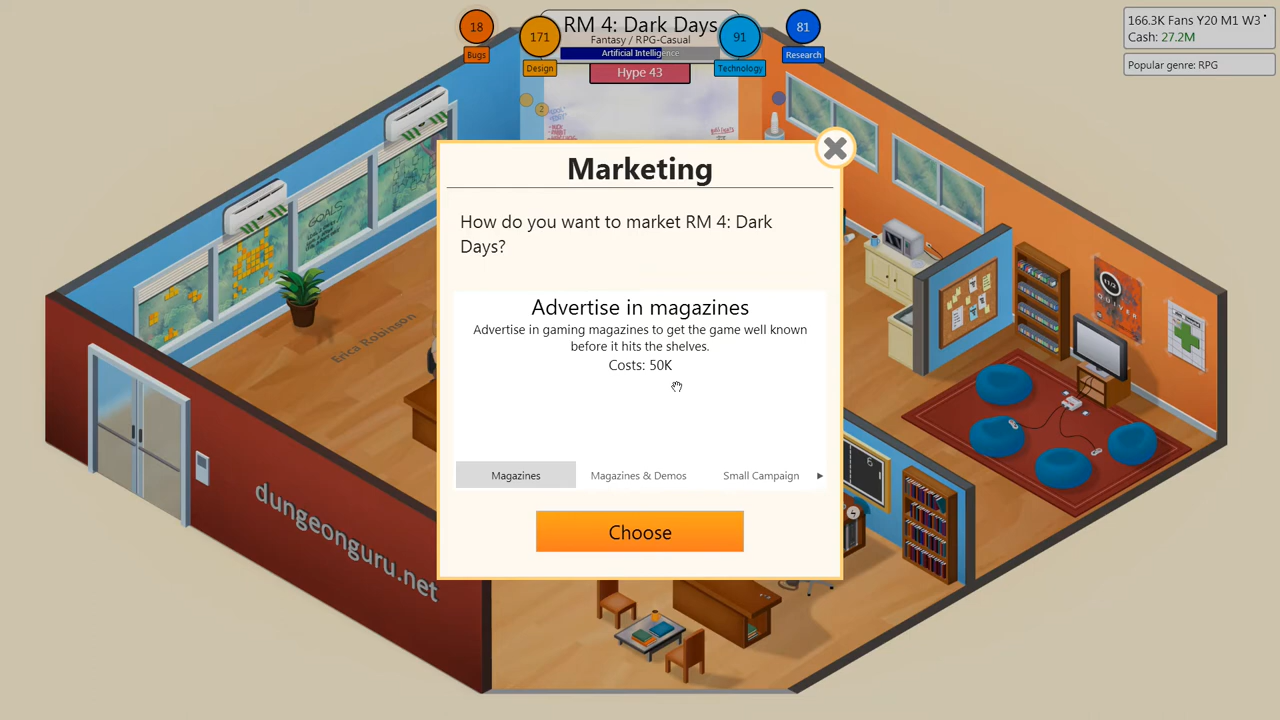 18
Bugs
171
Design
RM 4: Dark Days
Fantasy / RPG-Casual
Artificial Intelligence
Hype 43
91
Technology
81
Research
166.3K Fans Y20 M1 W3
Cash: 27.2M
Popular genre: RPG
2
GOALS
Marketing
How do you want to market RM 4: Dark
Days?
Advertise in magazines
Advertise in gaming magazines to get the game well known
before it hits the shelves.
Costs: 50K
Magazines
Magazines & Demos
Small Campaign
Choose
Erica Robinson
dungeonguru.net
6